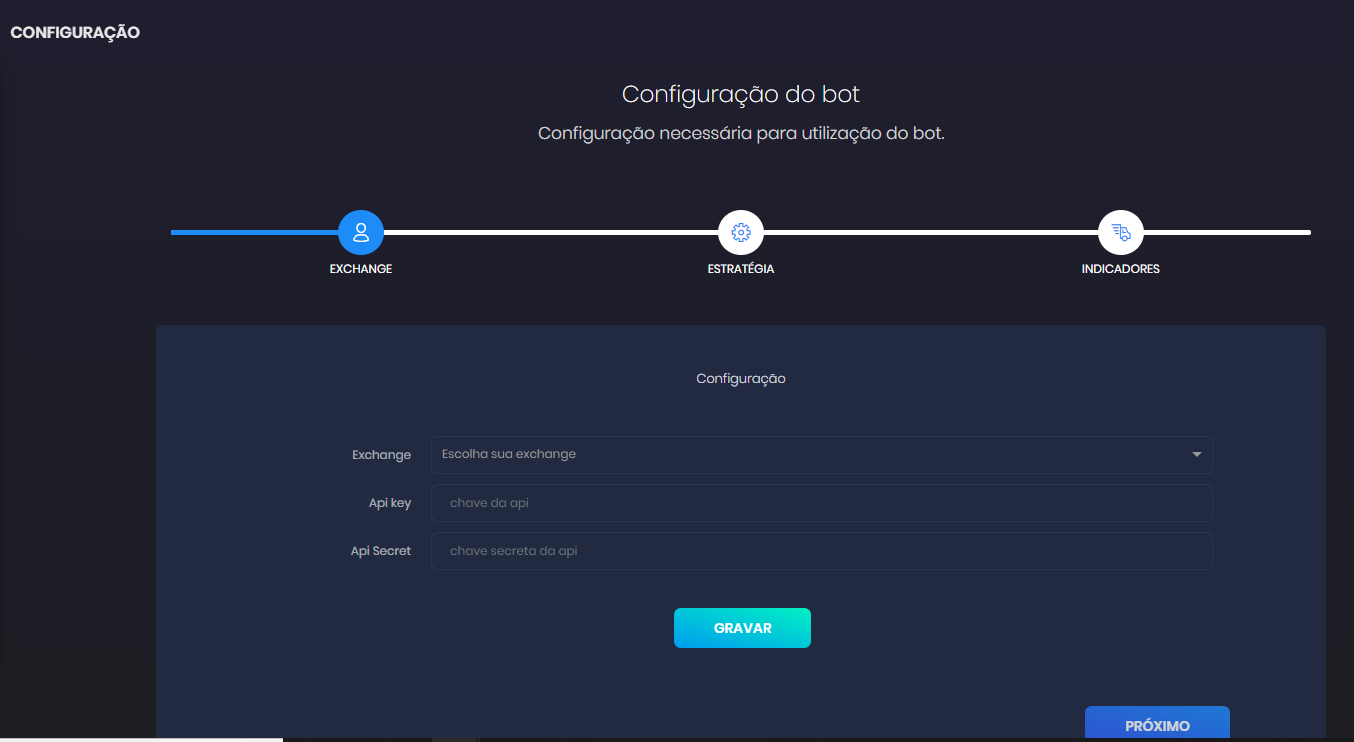 CONFIGURAÇÃO
Configuração do bot
Configuração necessária para utilização do bot.
EXCHANGE
ESTRATÉGIA
INDICADORES
Configuração
Exchange Escolha sua exchange
Api key chave da api
Api Secret chave secreta da api
GRAVAR
PRÓXIMO